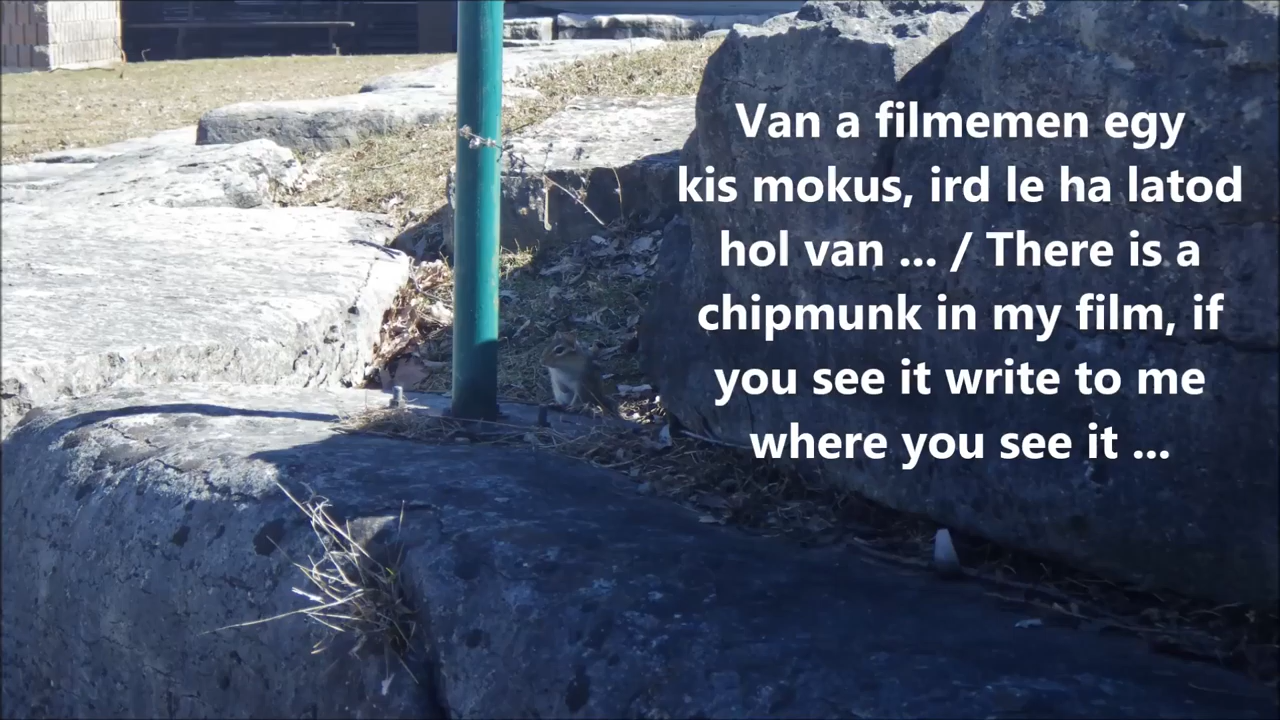 Van a filmemen egy
kis mokus, ird le ha latod
hol van ... / There is a
chipmunk in my film, if
you see it write to me
where you see it ...